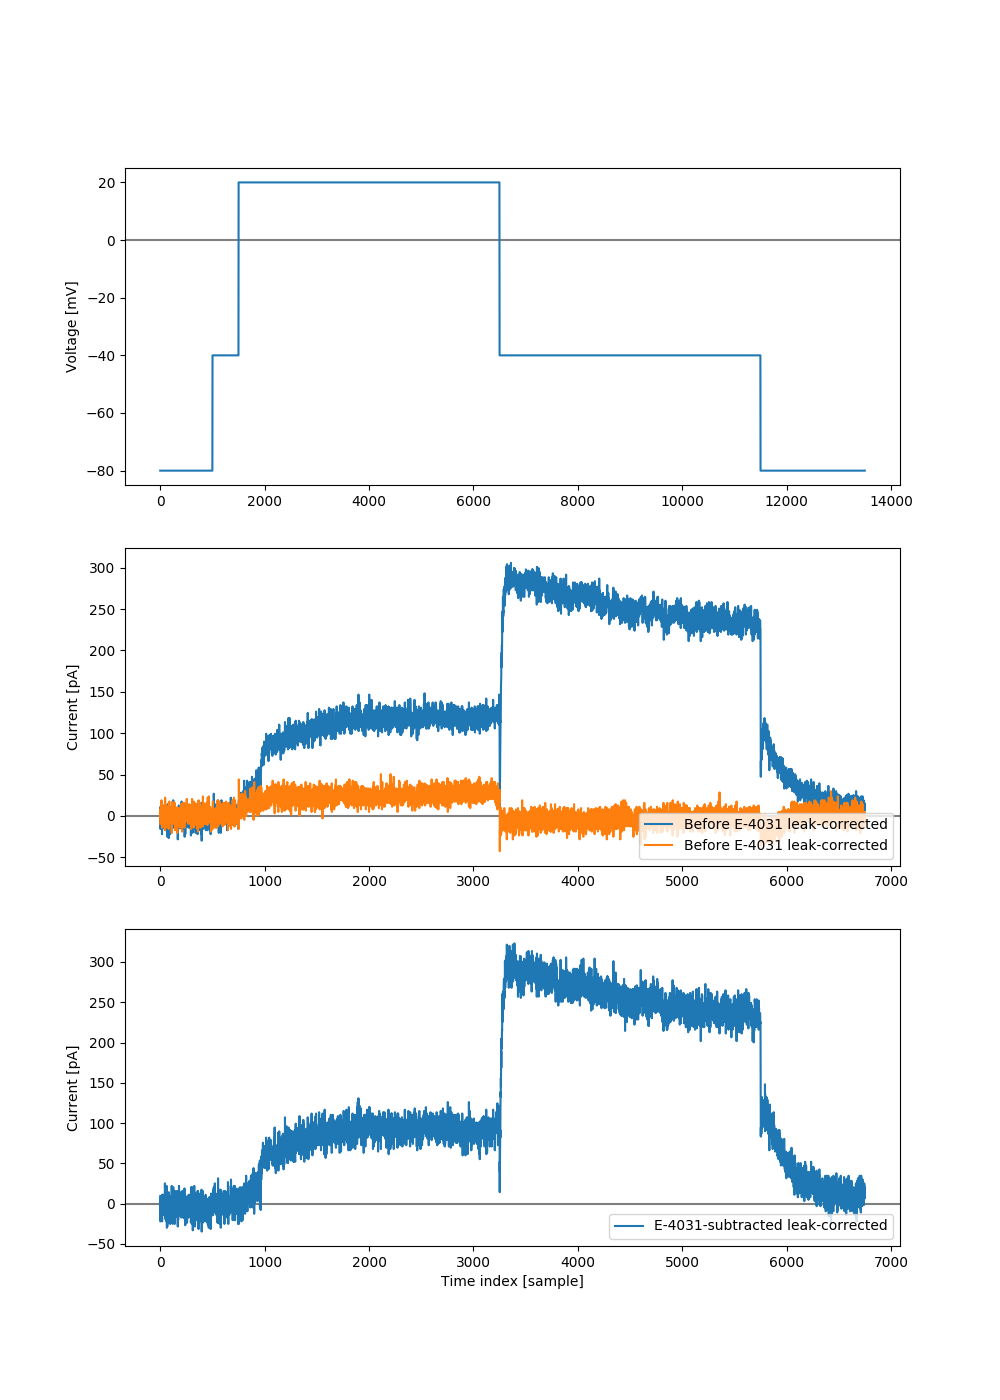 20
0
−20
−40
−60
−80
Voltage [mV]
0 2000 4000 6000 8000 10000 12000 14000
300
250
200
150
100
50
0
−50
Current [pA]
Before E-4031 leak-corrected
Before E-4031 leak-corrected
0 1000 2000 3000 4000 5000 6000 7000
300
250
200
150
100
50
0
−50
Current [pA]
E-4031-subtracted leak-corrected
0 1000 2000 3000 4000 5000 6000 7000
Time index [sample]